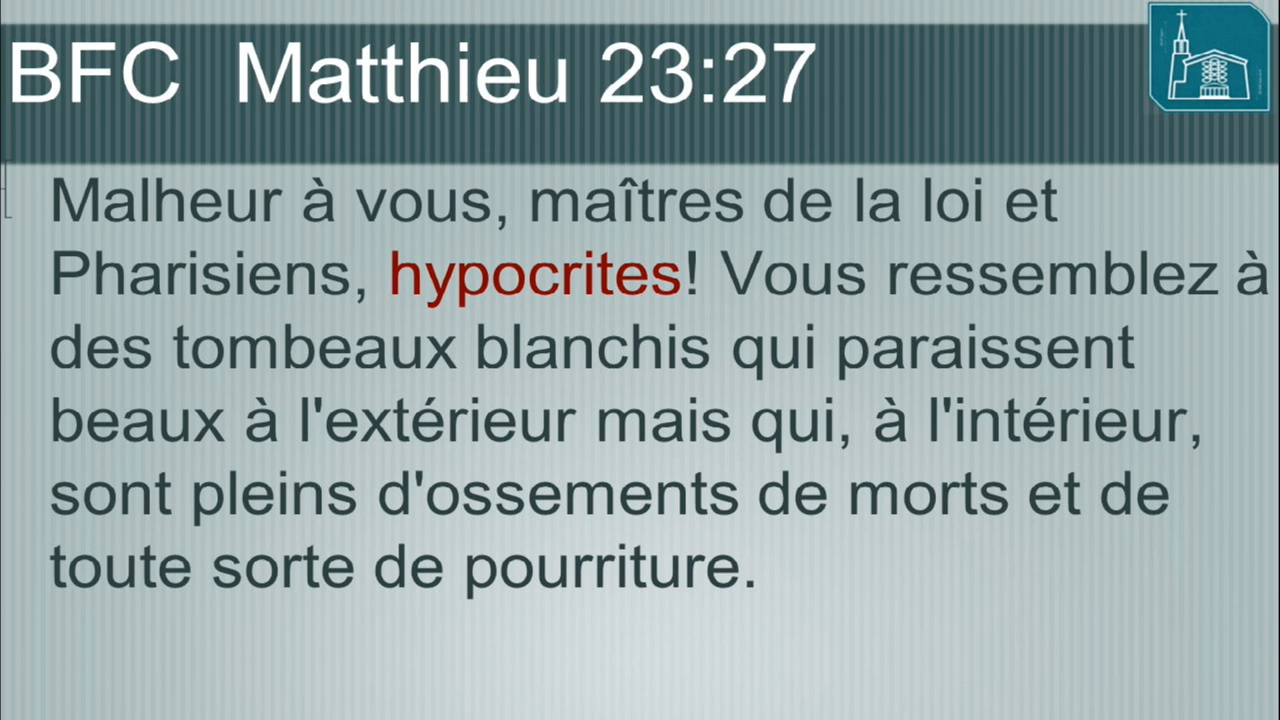 BFC  Matthieu 23:27
Malheur à vous, maîtres de la loi et
Pharisiens, hypocrites! Vous ressemblez à
des tombeaux blanchis qui paraissent
beaux à l'extérieur mais qui, à l'intérieur,
sont pleins d'ossements de morts et de
toute sorte de pourriture.